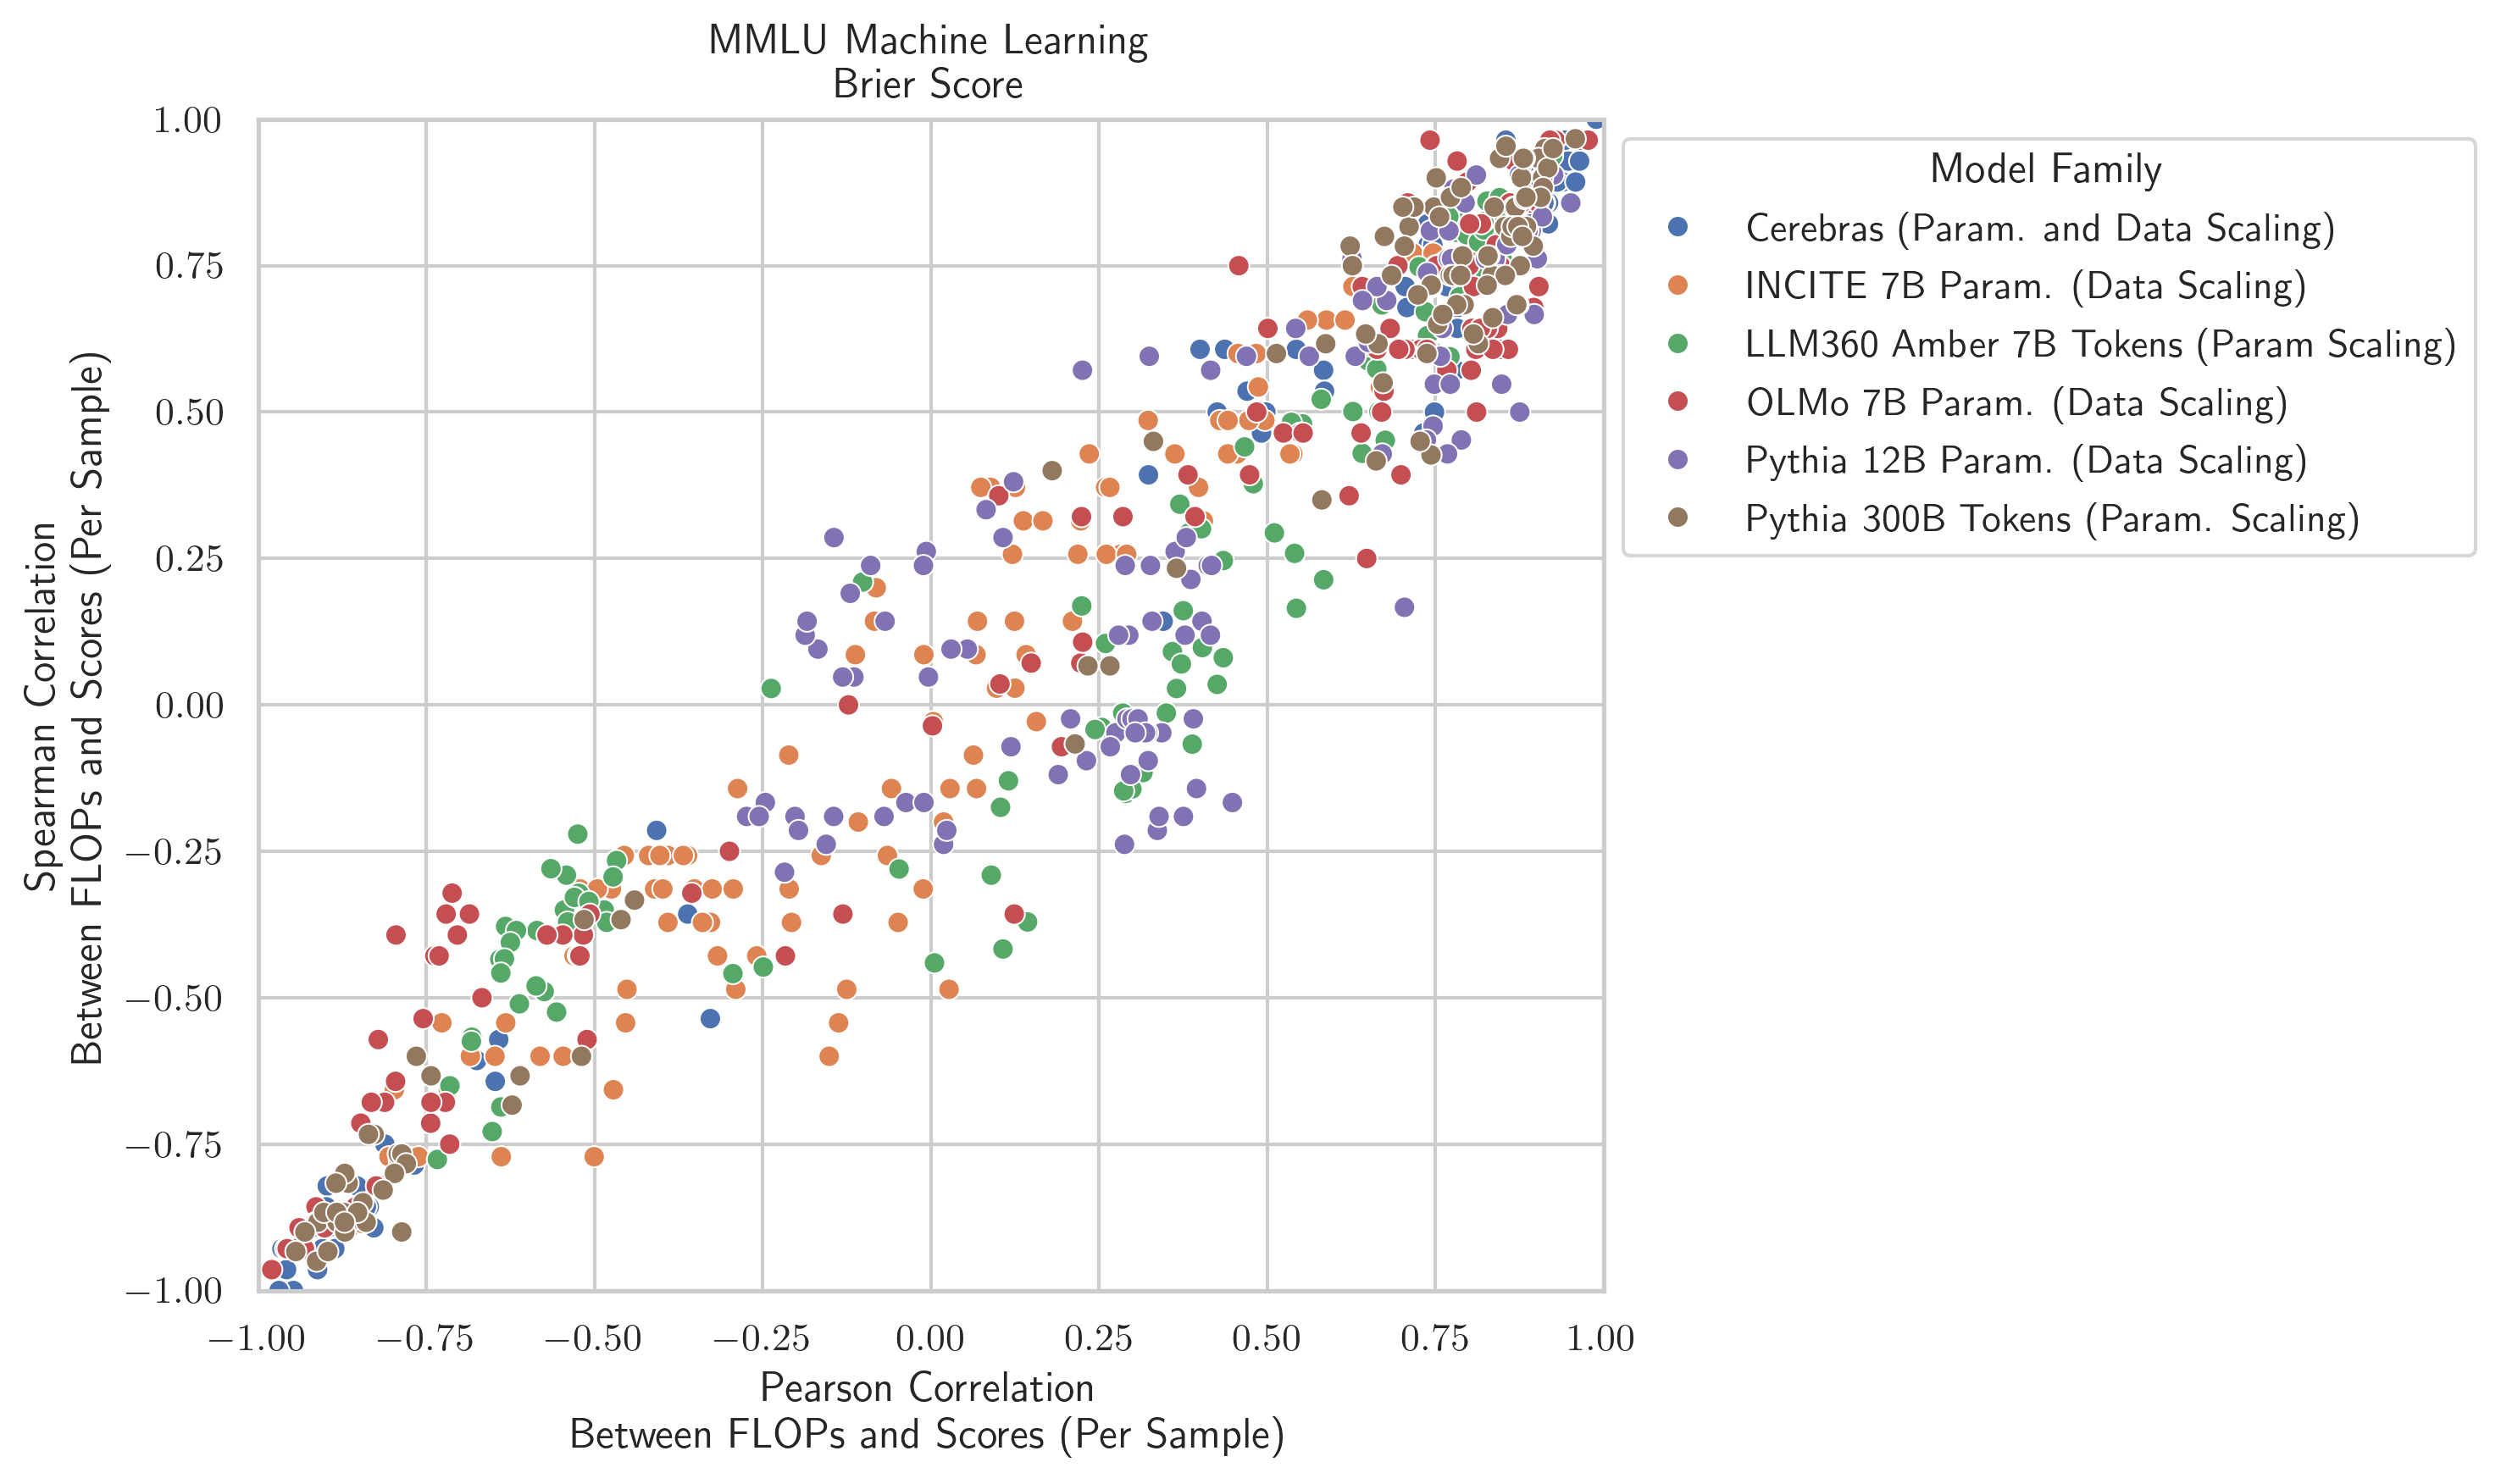 MMLU Machine Learning
Brier Score
Spearman Correlation
Between FLOPs and Scores (Per Sample)
1.00
0.75
0.50
0.25
0.00
−0.25
−0.50
−0.75
−1.00
−1.00 −0.75 −0.50 −0.25 0.00 0.25 0.50 0.75 1.00
Pearson Correlation
Between FLOPs and Scores (Per Sample)
Model Family
Cerebras (Param. and Data Scaling)
INCITE 7B Param. (Data Scaling)
LLM360 Amber 7B Tokens (Param Scaling)
OLMo 7B Param. (Data Scaling)
Pythia 12B Param. (Data Scaling)
Pythia 300B Tokens (Param. Scaling)